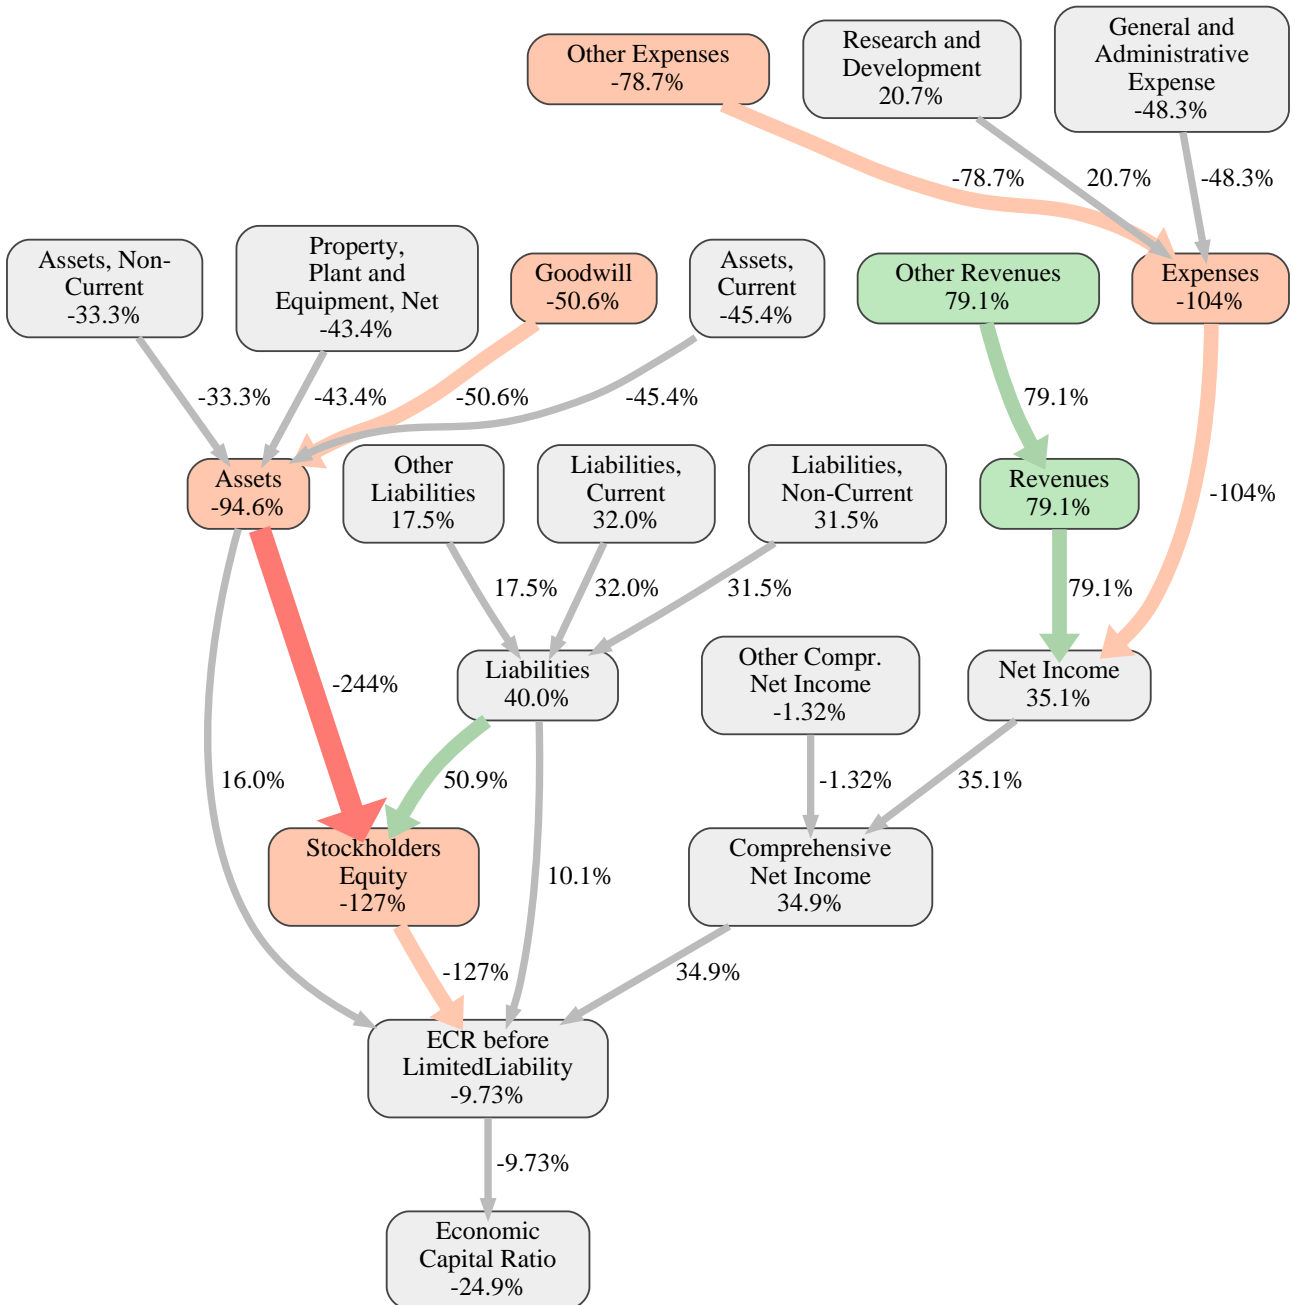 Other Expenses
-78.7%
Research and
Development
20.7%
General and
Administrative
Expense
-48.3%
-78.7%
20.7%
-48.3%
Assets, Non-
Current
-33.3%
Property,
Plant and
Equipment, Net
-43.4%
Goodwill
-50.6%
Assets,
Current
-45.4%
Other Revenues
79.1%
Expenses
-104%
-33.3%
-43.4%
-50.6%
-45.4%
79.1%
Assets
-94.6%
Other
Liabilities
17.5%
Liabilities,
Current
32.0%
Liabilities,
Non-Current
31.5%
Revenues
79.1%
-104%
17.5%
32.0%
31.5%
79.1%
-244%
Liabilities
40.0%
Other Compr.
Net Income
-1.32%
Net Income
35.1%
16.0%
50.9%
-1.32%
35.1%
Stockholders
Equity
-127%
10.1%
Comprehensive
Net Income
34.9%
-127%
34.9%
ECR before
LimitedLiability
-9.73%
-9.73%
Economic
Capital Ratio
-24.9%